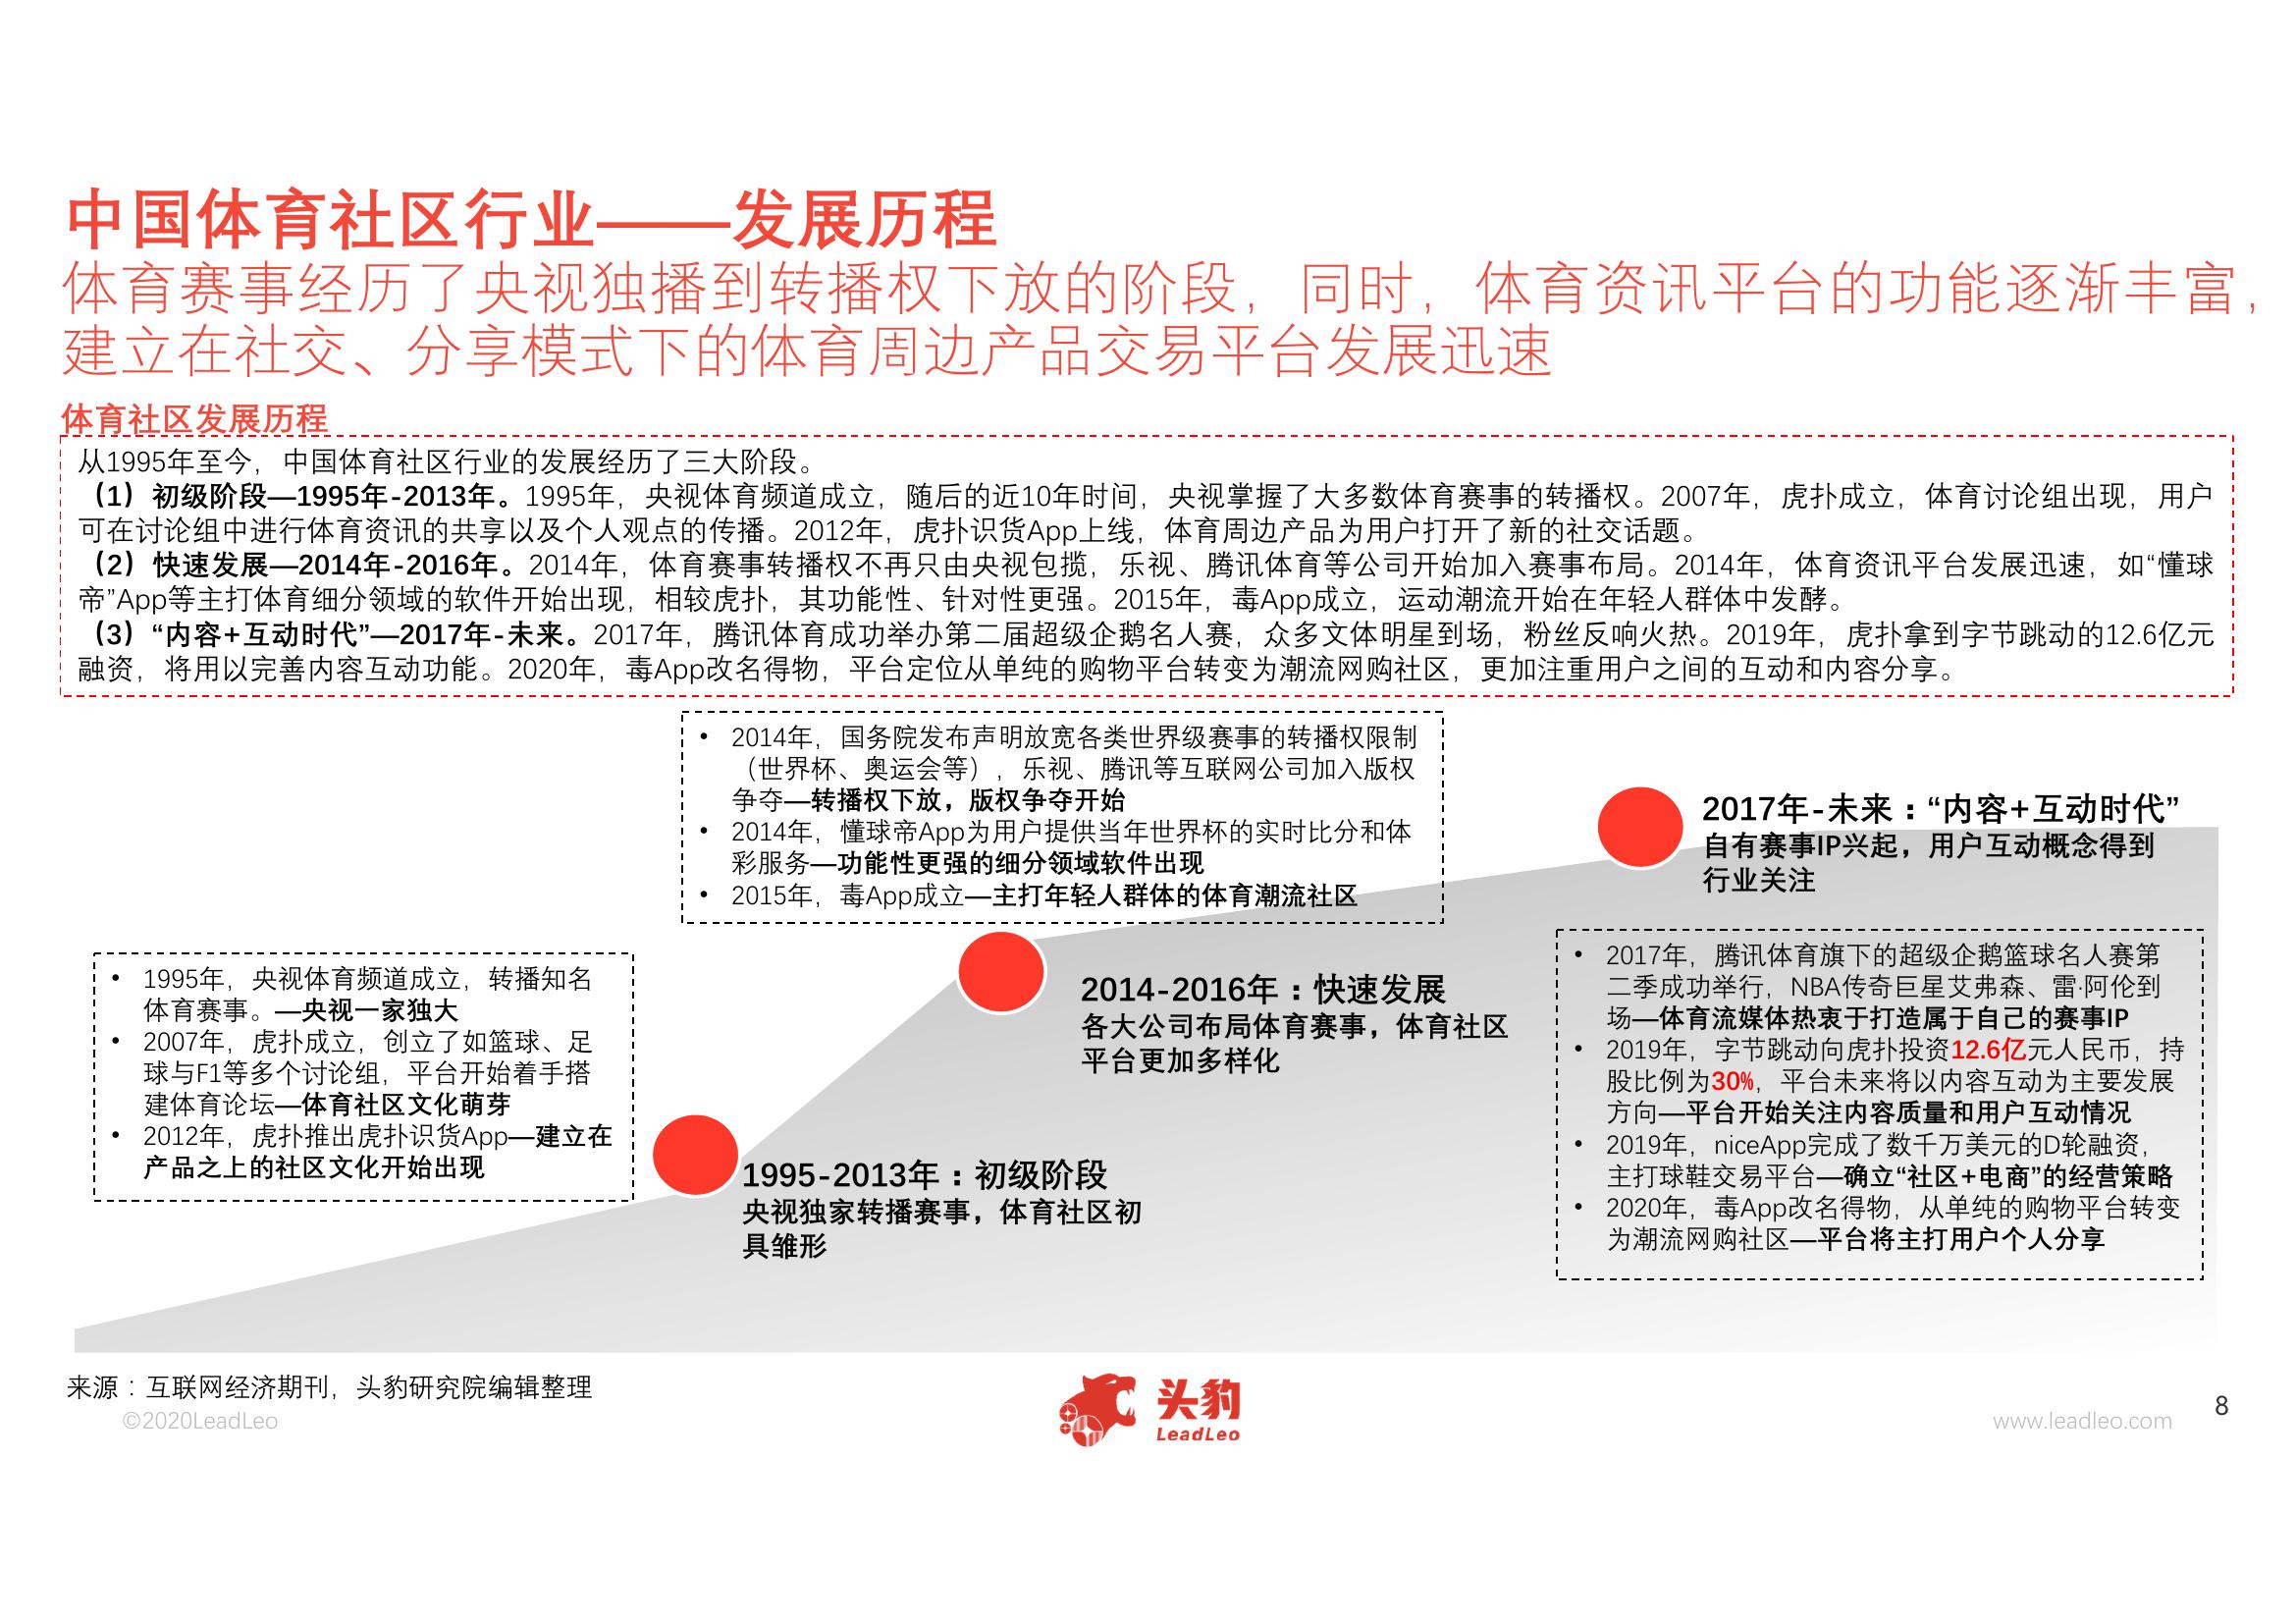 中国体育社区行业——发展历程
体育赛事经历了央视独播到转播权下放的阶段，同时，体育资讯平台的功能逐渐丰富，
建立在社交、分享模式下的体育周边产品交易平台发展迅速
体育社区发展历程
从1995年至今，中国体育社区行业的发展经历了三大阶段。
（1）初级阶段—1995年-2013年。1995年，央视体育频道成立，随后的近10年时间，央视掌握了大多数体育赛事的转播权。2007年，虎扑成立，体育讨论组出现，用户
可在讨论组中进行体育资讯的共享以及个人观点的传播。2012年，虎扑识货App上线，体育周边产品为用户打开了新的社交话题。
（2）快速发展—2014年-2016年。2014年，体育赛事转播权不再只由央视包揽，乐视、腾讯体育等公司开始加入赛事布局。2014年，体育资讯平台发展迅速，如“懂球
帝”App等主打体育细分领域的软件开始出现，相较虎扑，其功能性、针对性更强。2015年，毒App成立，运动潮流开始在年轻人群体中发酵。
（3）“内容+互动时代”—2017年-未来。2017年，腾讯体育成功举办第二届超级企鹅名人赛，众多文体明星到场，粉丝反响火热。2019年，虎扑拿到字节跳动的12.6亿元
融资，将用以完善内容互动功能。2020年，毒App改名得物，平台定位从单纯的购物平台转变为潮流网购社区，更加注重用户之间的互动和内容分享。
• 2014年，国务院发布声明放宽各类世界级赛事的转播权限制
（世界杯、奥运会等），乐视、腾讯等互联网公司加入版权
争夺—转播权下放，版权争夺开始
• 2014年，懂球帝App为用户提供当年世界杯的实时比分和体
彩服务—功能性更强的细分领域软件出现
• 2015年，毒App成立—主打年轻人群体的体育潮流社区
2017年-未来：“内容+互动时代”
自有赛事IP兴起，用户互动概念得到
行业关注
• 1995年，央视体育频道成立，转播知名
体育赛事。—央视一家独大
• 2007年，虎扑成立，创立了如篮球、足
球与F1等多个讨论组，平台开始着手搭
建体育论坛—体育社区文化萌芽
• 2012年，虎扑推出虎扑识货App—建立在
产品之上的社区文化开始出现
2014-2016年：快速发展
各大公司布局体育赛事，体育社区
平台更加多样化
• 2017年，腾讯体育旗下的超级企鹅篮球名人赛第
二季成功举行，NBA传奇巨星艾弗森、雷·阿伦到
场—体育流媒体热衷于打造属于自己的赛事IP
• 2019年，字节跳动向虎扑投资12.6亿元人民币，持
股比例为30%，平台未来将以内容互动为主要发展
方向—平台开始关注内容质量和用户互动情况
• 2019年，niceApp完成了数千万美元的D轮融资，
主打球鞋交易平台—确立“社区+电商”的经营策略
• 2020年，毒App改名得物，从单纯的购物平台转变
为潮流网购社区—平台将主打用户个人分享
1995-2013年：初级阶段
央视独家转播赛事，体育社区初
具雏形
来源：互联网经济期刊，头豹研究院编辑整理
©2020LeadLeo
头豹
LeadLeo
www.leadleo.com
8